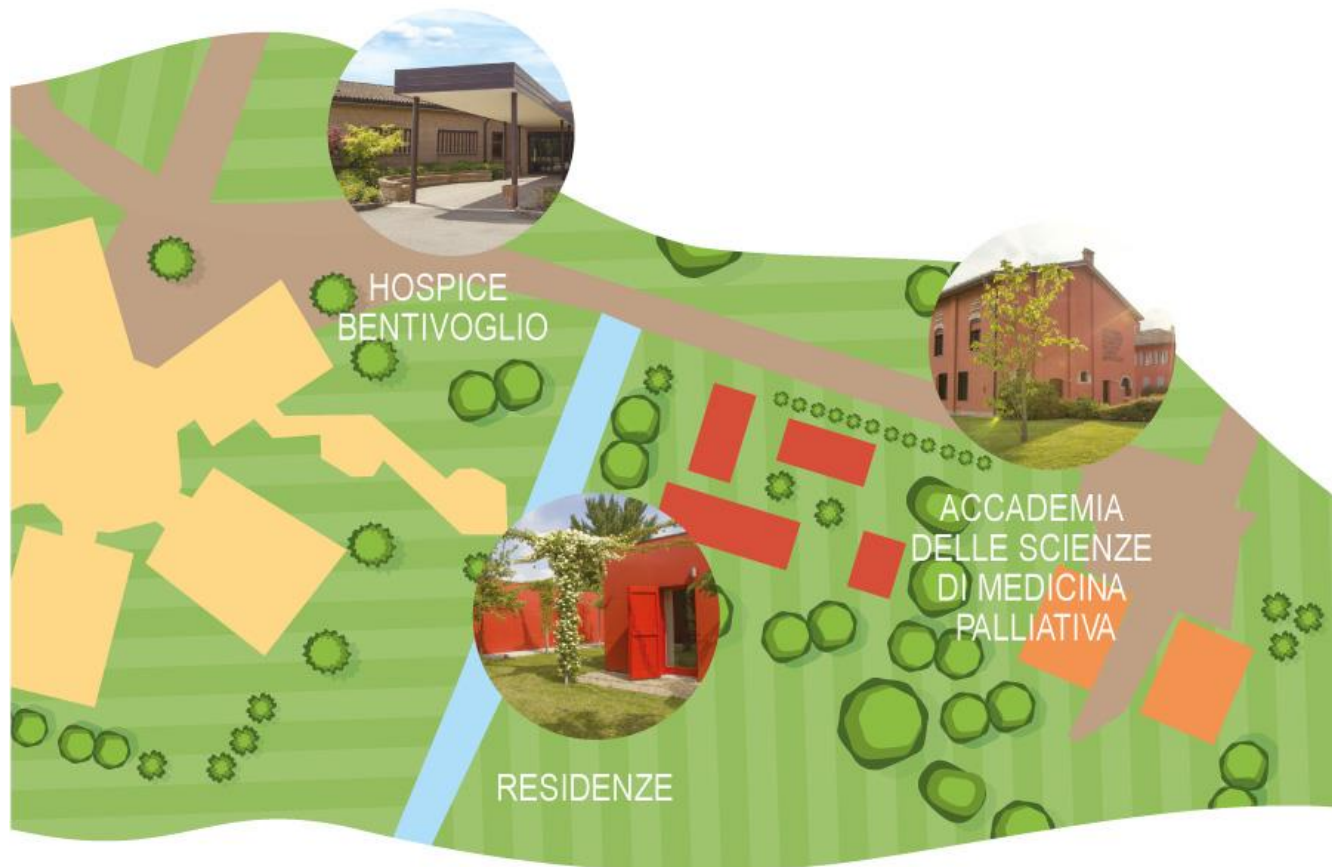 HOSPICE
BENTIVOGLIO
ACCADEMIA
DELLE SCIENZE
DI MEDICINA
PALLIATIVA
RESIDENZE